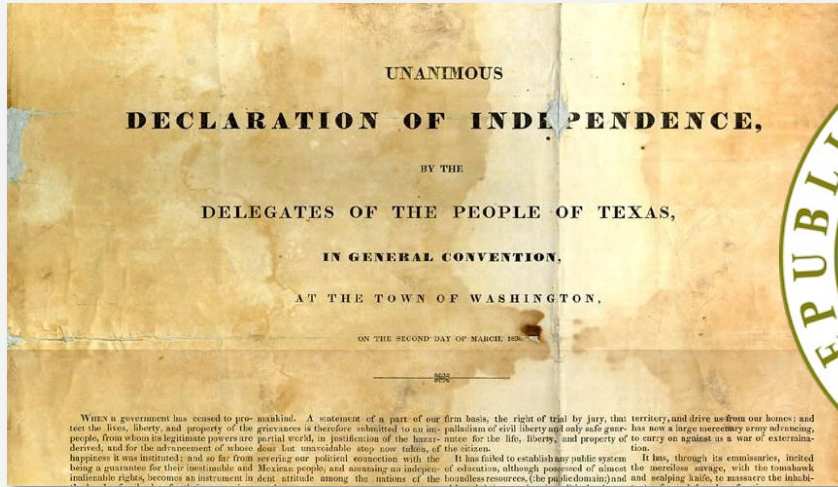 UNANIMOUS
DECLARATION OF INDEPENDENCE,
BY THE
DELEGATES OF THE PEOPLE OF TEXAS,
IN GENERAL CONVENTION,
AT THE TOWN OF WASHINGTON,
ON THE SECOND DAY OF MARCH, 1836.
WHEN a government has ceased to pro-
tect the lives, liberty, and property of the
people, from whom its legitimate powers are
derived, and for the advancement of whose
happiness it was instituted; and so far from
being a guarantee for their inestimable and
inalienable rights, becomes an instrument in
mankind. A statement of a part of our
grievances is therefore submitted to an im-
partial world, in justification of the hazar-
dous but unavoidable step now taken, of
severing our political connection with the
Mexican people, and assuming an indepen-
dent attitude among the nations of the
firm basis, the right of trial by jury, that
palladium of civil liberty and only safe guar-
antee for the life, liberty, and property of
the citizen.
It has failed to establish any public system
of education, although possessed of almost
boundless resources, (the public domain;) and
territory, and drive us from our homes; and
has now a large mercenary army advancing,
to carry on against us a war of extermina-
tion.
It has, through its emissaries, incited
the merciless savage, with the tomahawk
and scalping knife, to massacre the inhabi-
EPUBLI